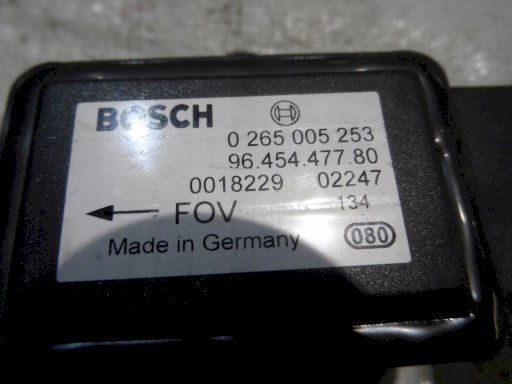 BOSCH
0 265 005 253
96.454.477.80
0018229 02247
FOV 134
Made in Germany 080